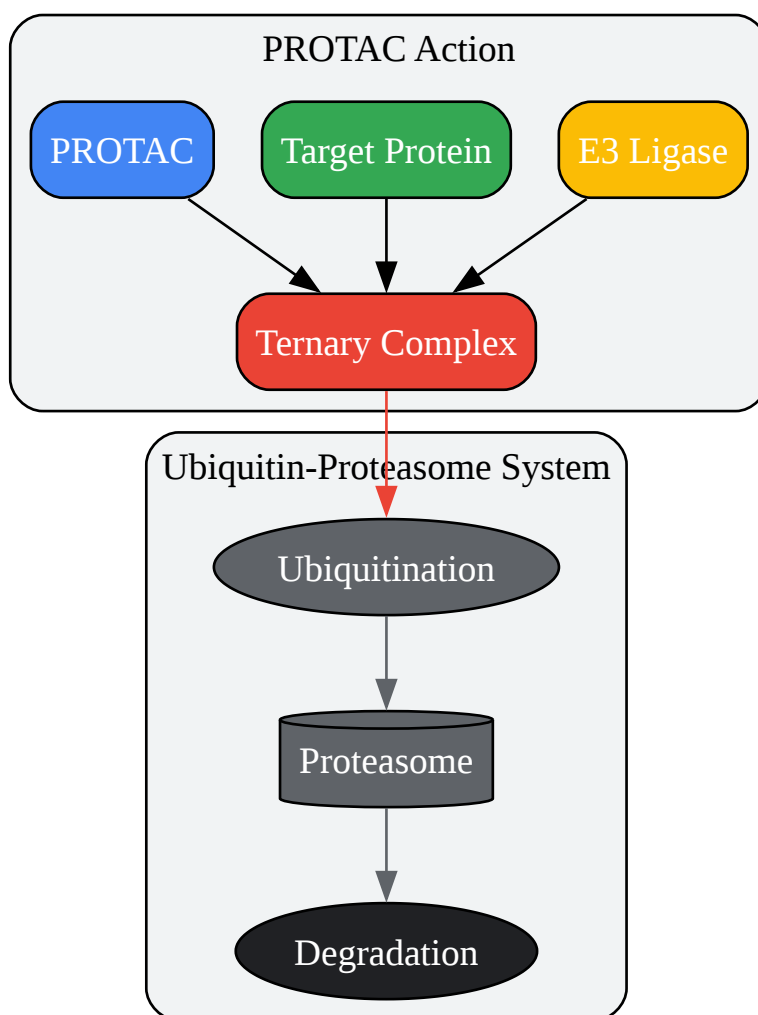 PROTAC Action
PROTAC
Target Protein
E3 Ligase
Ternary Complex
Ubiquitin-Proteasome System
Ubiquitination
Proteasome
Degradation